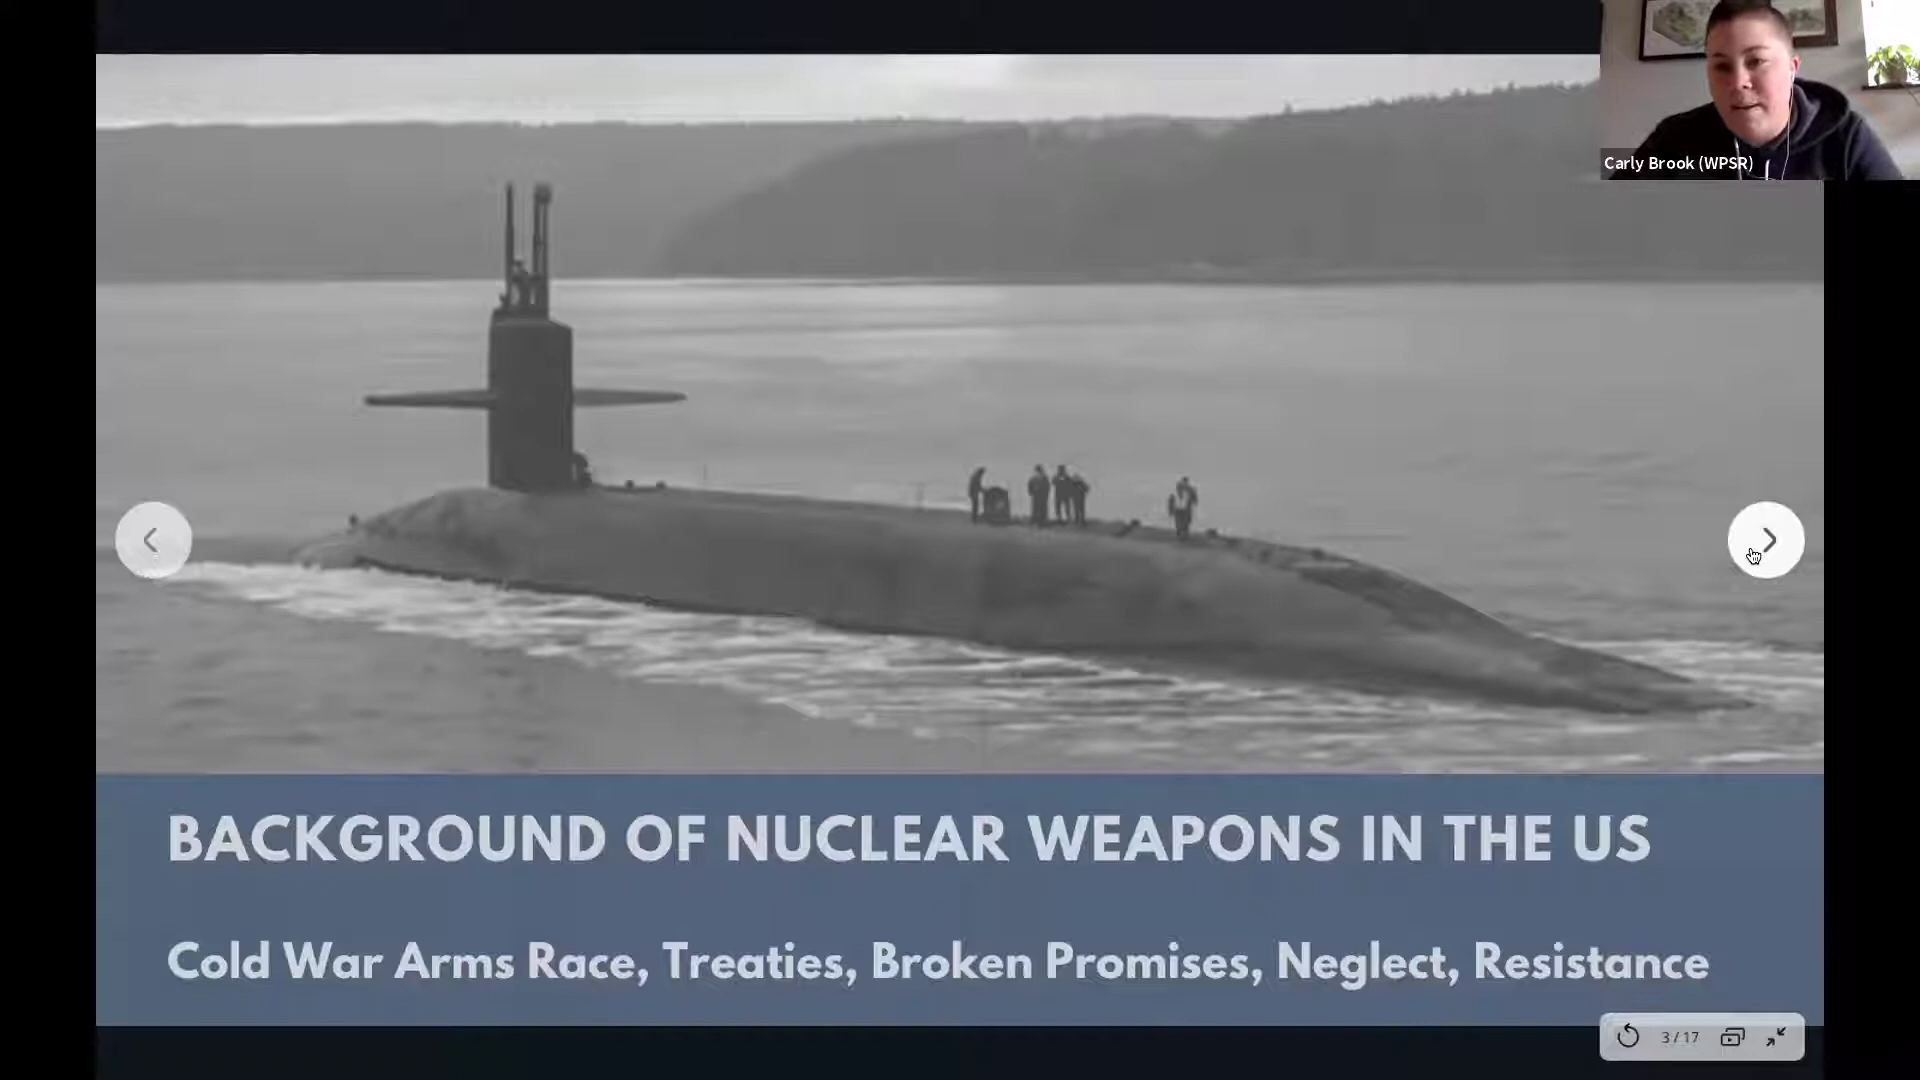 Carly Brook (WPSR)
BACKGROUND OF NUCLEAR WEAPONS IN THE US
Cold War Arms Race, Treaties, Broken Promises, Neglect, Resistance
3 / 17